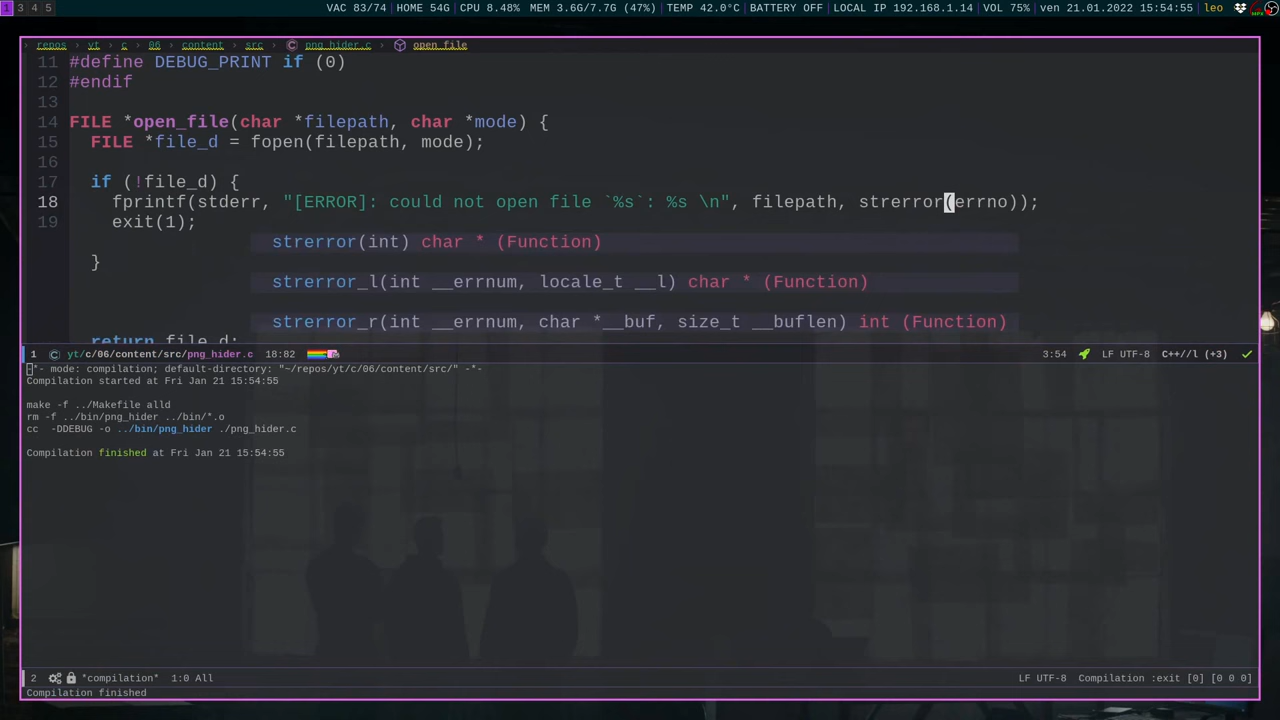 1 3 4 5 VAC 83/74 | HOME 54G | CPU 8.48% MEM 3.6G/7.7G (47%) | TEMP 42.0°C | BATTERY OFF | LOCAL IP 192.168.1.14 | VOL 75% | ven 21.01.2022 15:54:55 | leo
› repos › yt › c › 06 › content › src › png_hider.c › open_file
11 #define DEBUG_PRINT if (0)
12 #endif
13
14 FILE *open_file(char *filepath, char *mode) {
15 FILE *file_d = fopen(filepath, mode);
16
17 if (!file_d) {
18 fprintf(stderr, "[ERROR]: could not open file `%s`: %s \n", filepath, strerror(errno));
19 exit(1);
strerror(int) char * (Function)
}
strerror_l(int __errnum, locale_t __l) char * (Function)
strerror_r(int __errnum, char *__buf, size_t __buflen) int (Function)
return file_d;
1 yt/c/06/content/src/png_hider.c 18:82 3:54 LF UTF-8 C++//l (+3)
-*- mode: compilation; default-directory: "~/repos/yt/c/06/content/src/" -*-
Compilation started at Fri Jan 21 15:54:55
make -f ../Makefile alld
rm -f ../bin/png_hider ../bin/*.o
cc -DDEBUG -o ../bin/png_hider ./png_hider.c
Compilation finished at Fri Jan 21 15:54:55
2 *compilation* 1:0 All LF UTF-8 Compilation :exit [0] [0 0 0]
Compilation finished